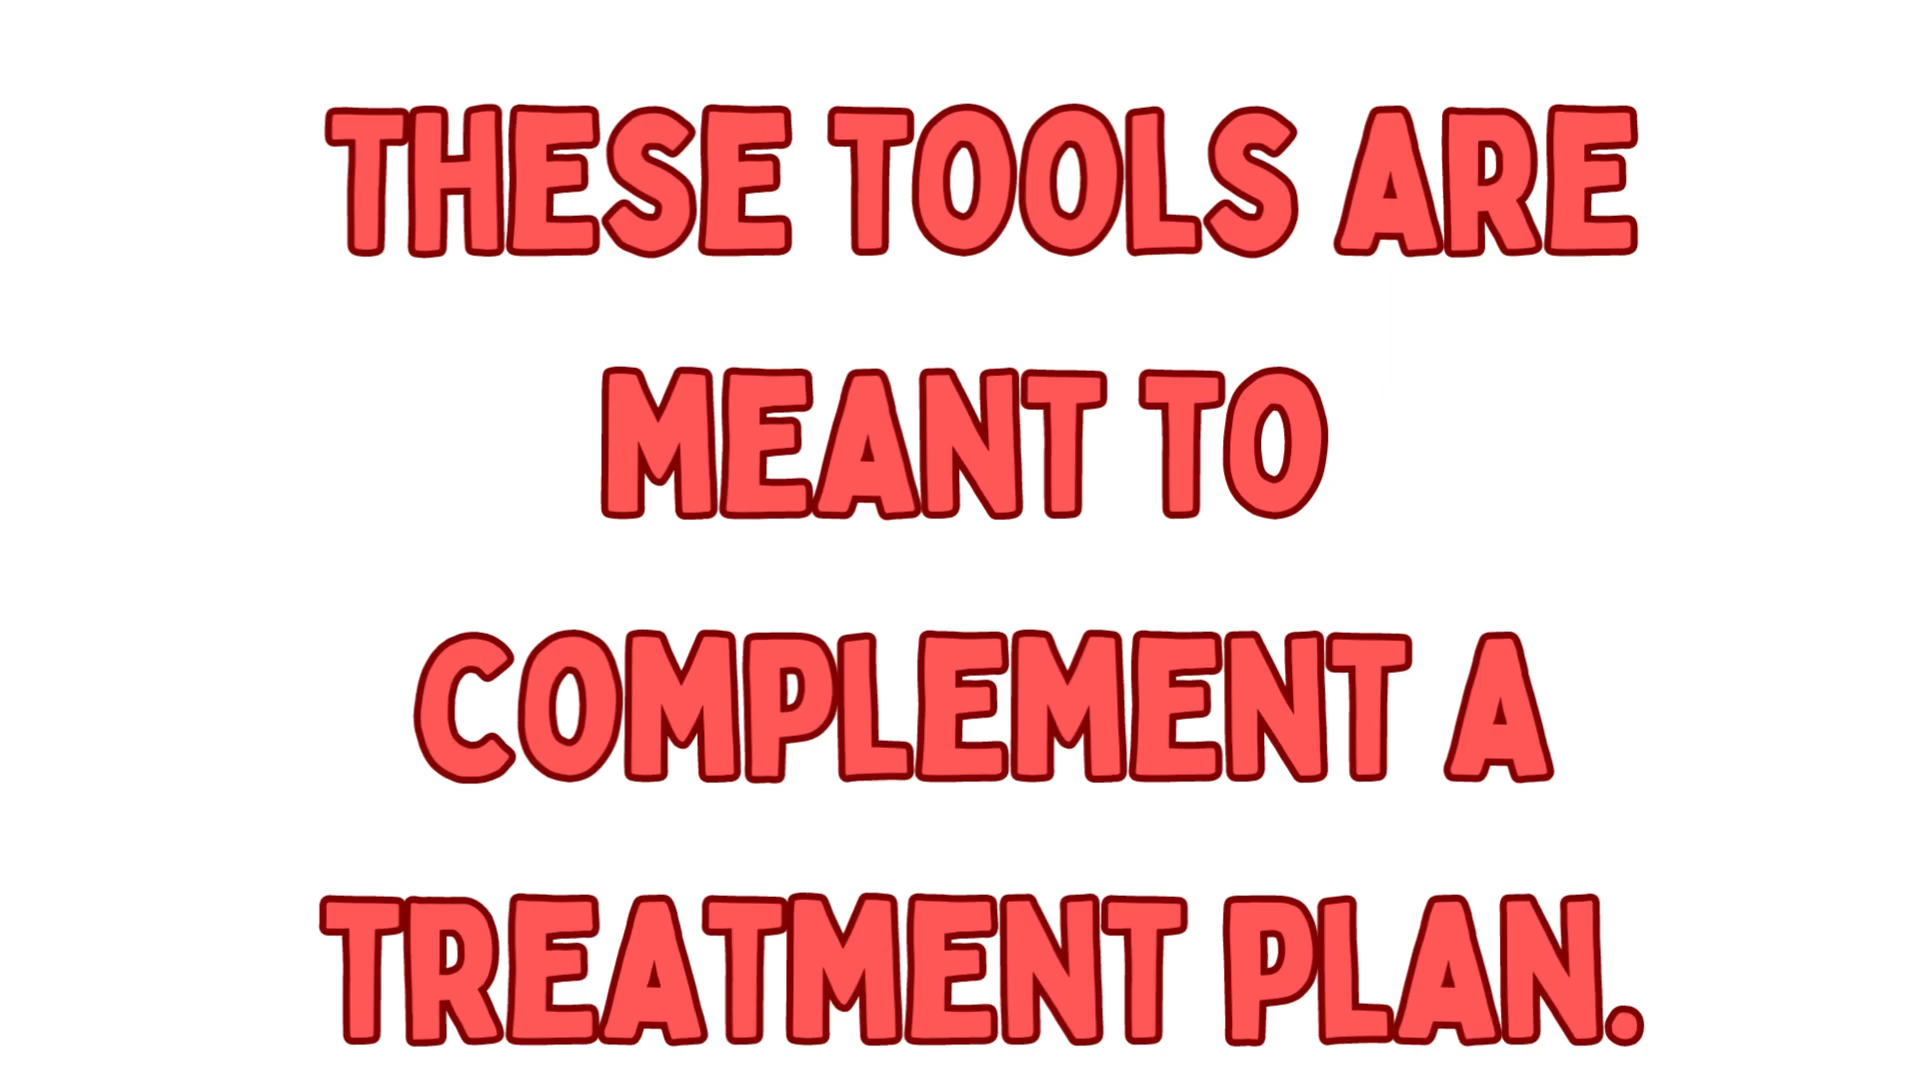 THESE TOOLS ARE
MEANT TO
COMPLEMENT A
TREATMENT PLAN.